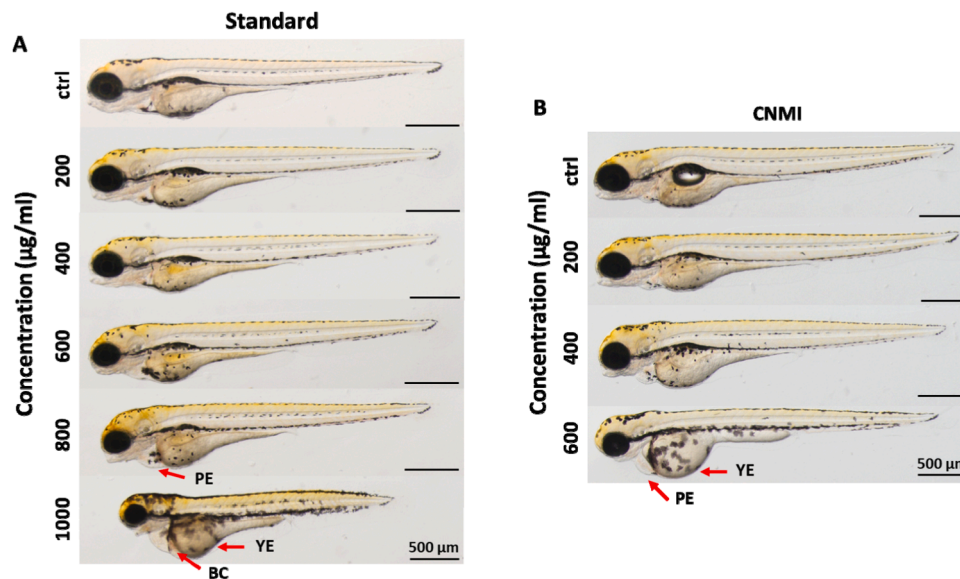 A
Standard
Concentration (µg/ml)
ctrl
200
400
600
800
PE
1000
YE
BC
500 µm
B
CNMI
Concentration (µg/ml)
ctrl
200
400
600
YE
PE
500 µm